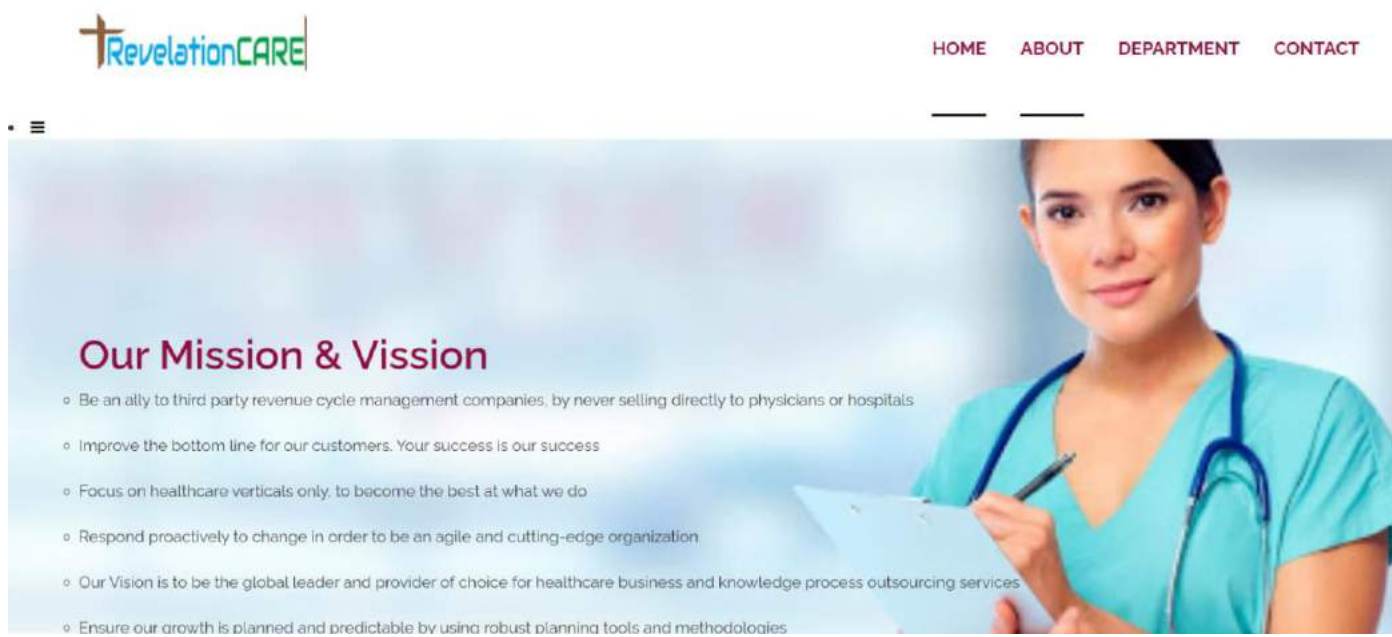 RevelationCARE
HOME ABOUT DEPARTMENT CONTACT
Our Mission & Vission
Be an ally to third party revenue cycle management companies, by never selling directly to physicians or hospitals
Improve the bottom line for our customers. Your success is our success
Focus on healthcare verticals only, to become the best at what we do
Respond proactively to change in order to be an agile and cutting-edge organization
Our Vision is to be the global leader and provider of choice for healthcare business and knowledge process outsourcing services
Ensure our growth is planned and predictable by using robust planning tools and methodologies